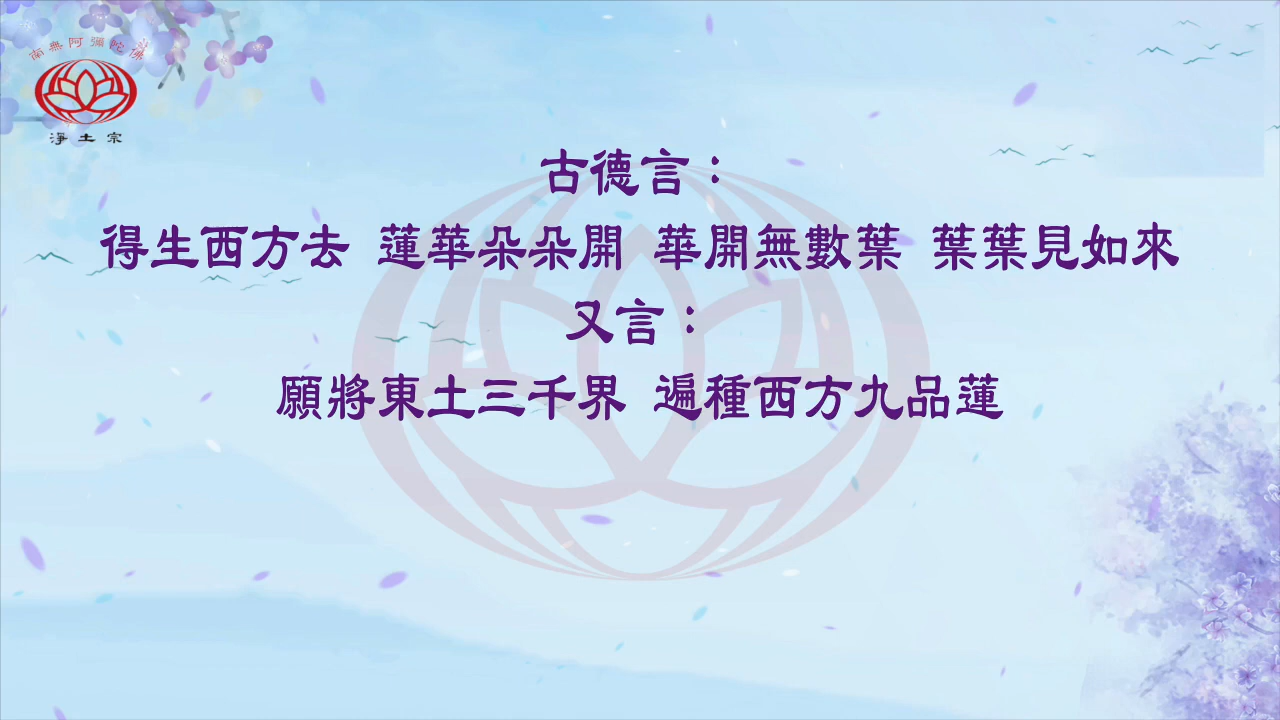 南無阿彌陀佛
淨土宗
古德言：
得生西方去 蓮華朵朵開 華開無數葉 葉葉見如來
又言：
願將東土三千界 遍種西方九品蓮